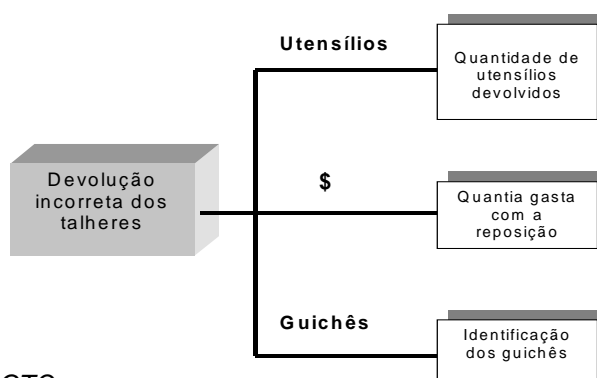 Utensílios
Quantidade de
utensílios
devolvidos
Devolução
incorreta dos
talheres
$
Quantia gasta
com a
reposição
Guichês
Identificação
dos guichês